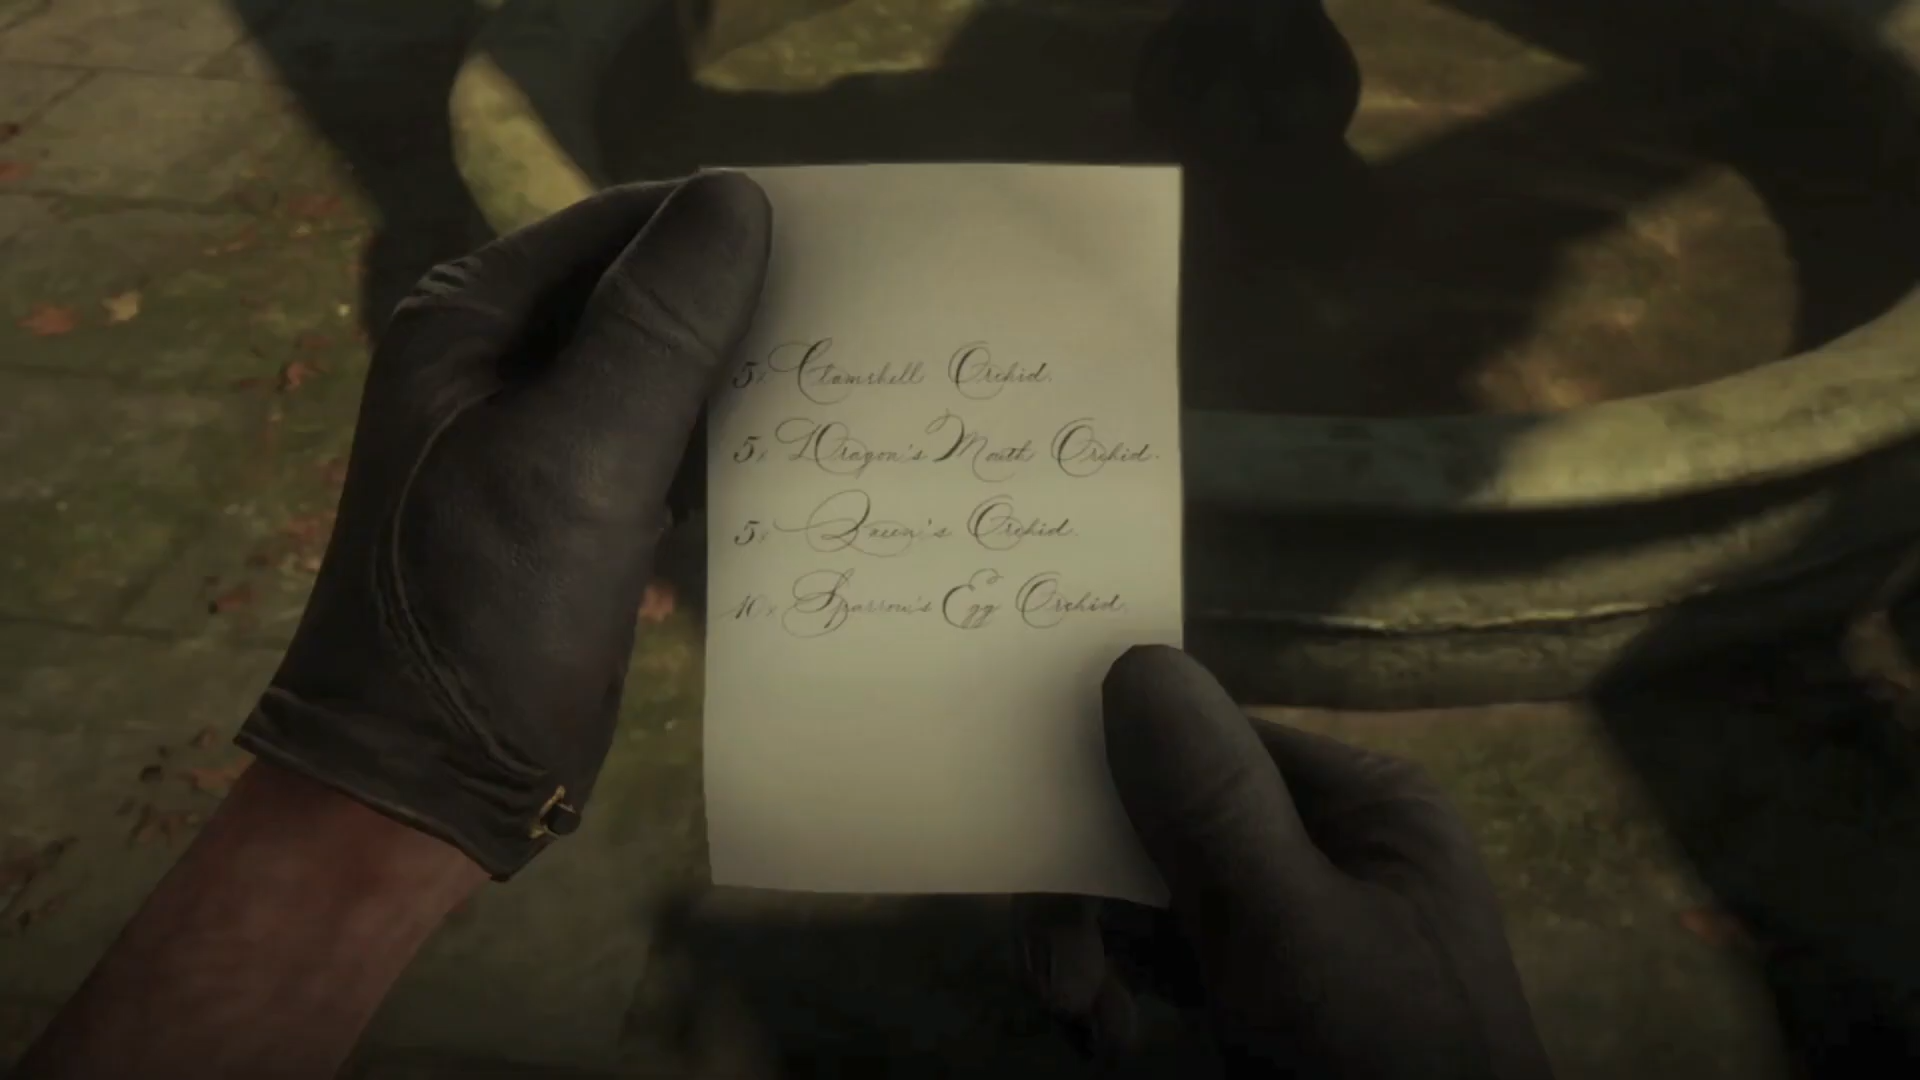 5x Clamshell Orchid.
5x Dragon's Mouth Orchid.
5x Queen's Orchid.
10x Sparrow's Egg Orchid.